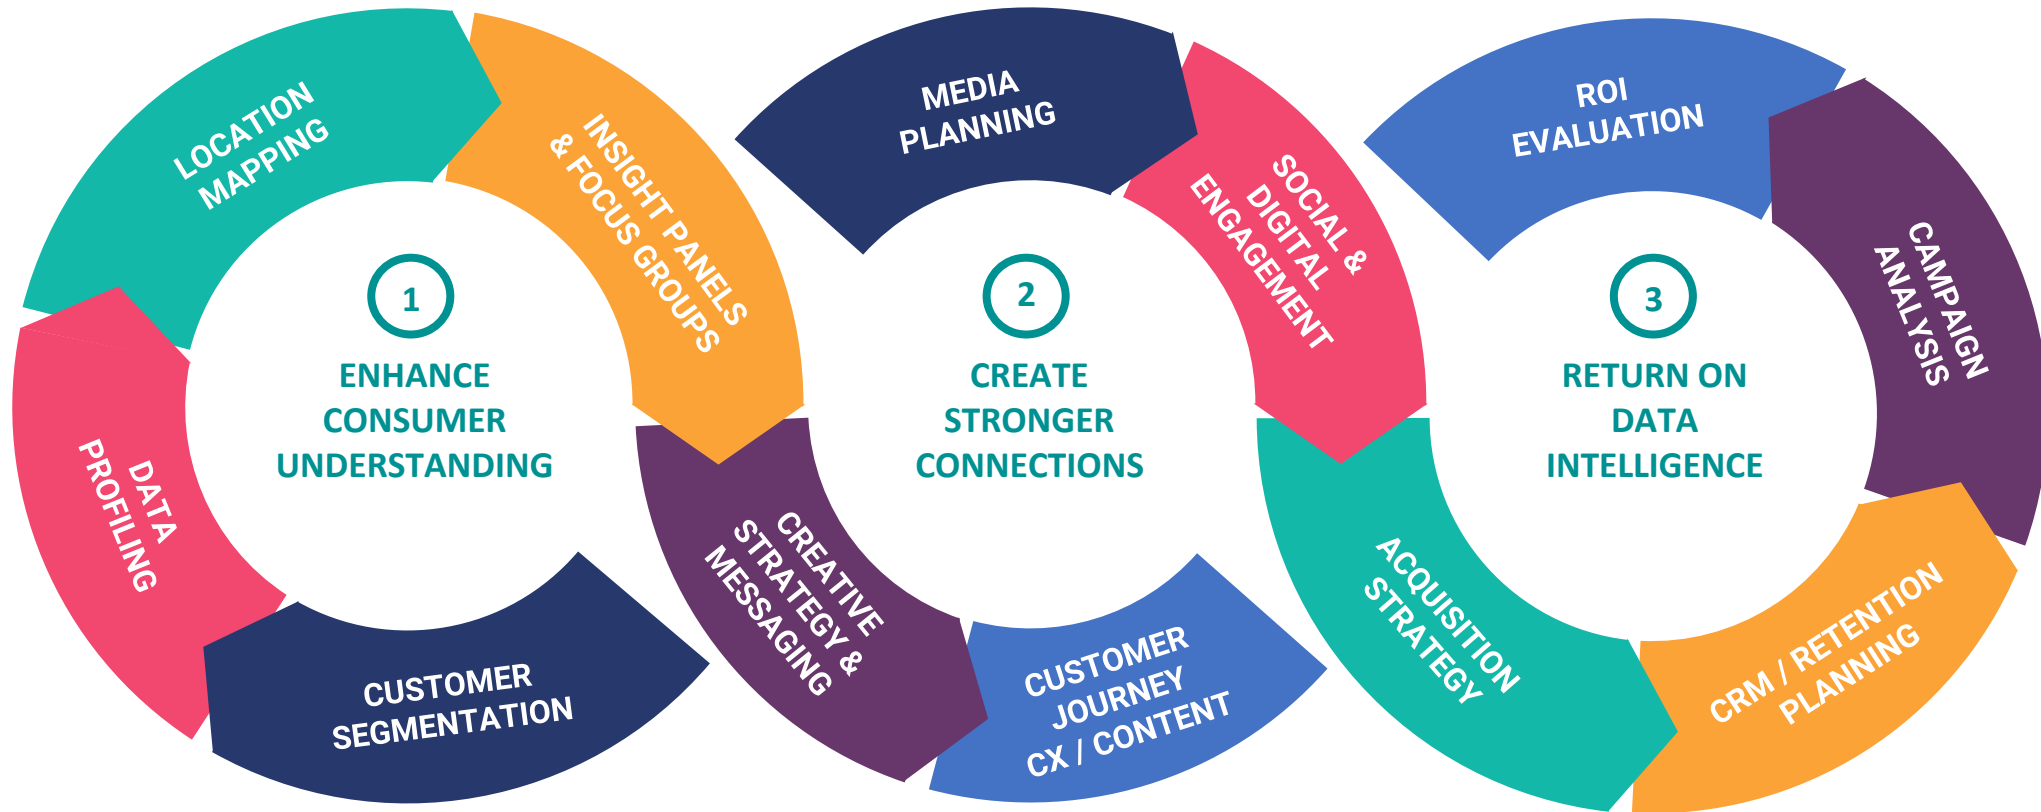 LOCATION
MAPPING
INSIGHT PANELS
& FOCUS GROUPS
DATA
PROFILING
CUSTOMER
SEGMENTATION
1
ENHANCE
CONSUMER
UNDERSTANDING
MEDIA
PLANNING
SOCIAL &
DIGITAL
ENGAGEMENT
CREATIVE
STRATEGY &
MESSAGING
CUSTOMER
JOURNEY
CX / CONTENT
2
CREATE
STRONGER
CONNECTIONS
ROI
EVALUATION
CAMPAIGN
ANALYSIS
ACQUISITION
STRATEGY
CRM / RETENTION
PLANNING
3
RETURN ON
DATA
INTELLIGENCE